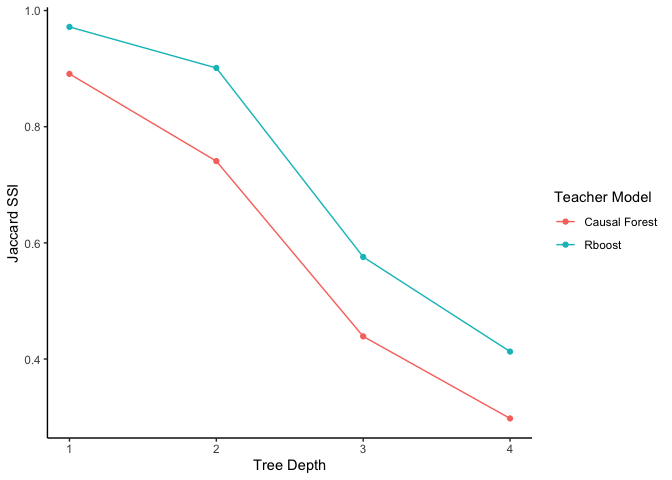 1.0
0.8
0.6
0.4
Jaccard SSI
1
2
3
4
Tree Depth
Teacher Model
Causal Forest
Rboost